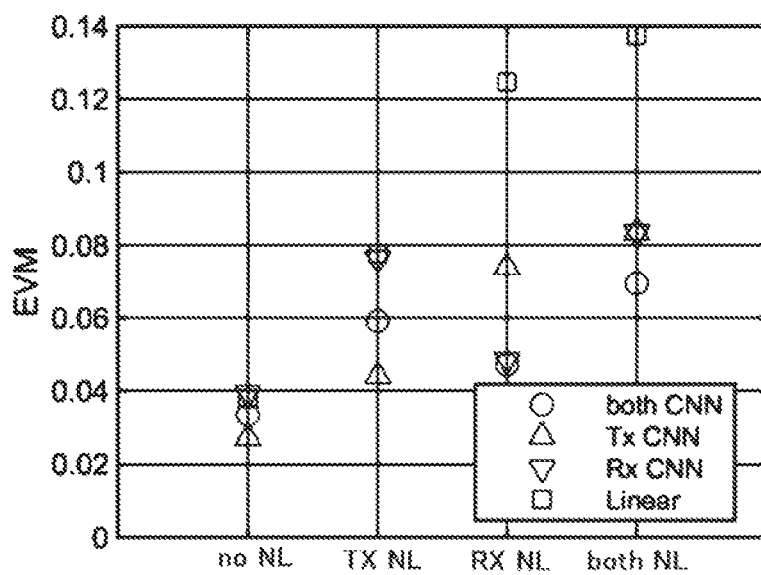 0.14
0.12
0.1
0.08
0.06
0.04
0.02
0
EVM
both CNN
Tx CNN
Rx CNN
Linear
no NL
TX NL
RX NL
both NL